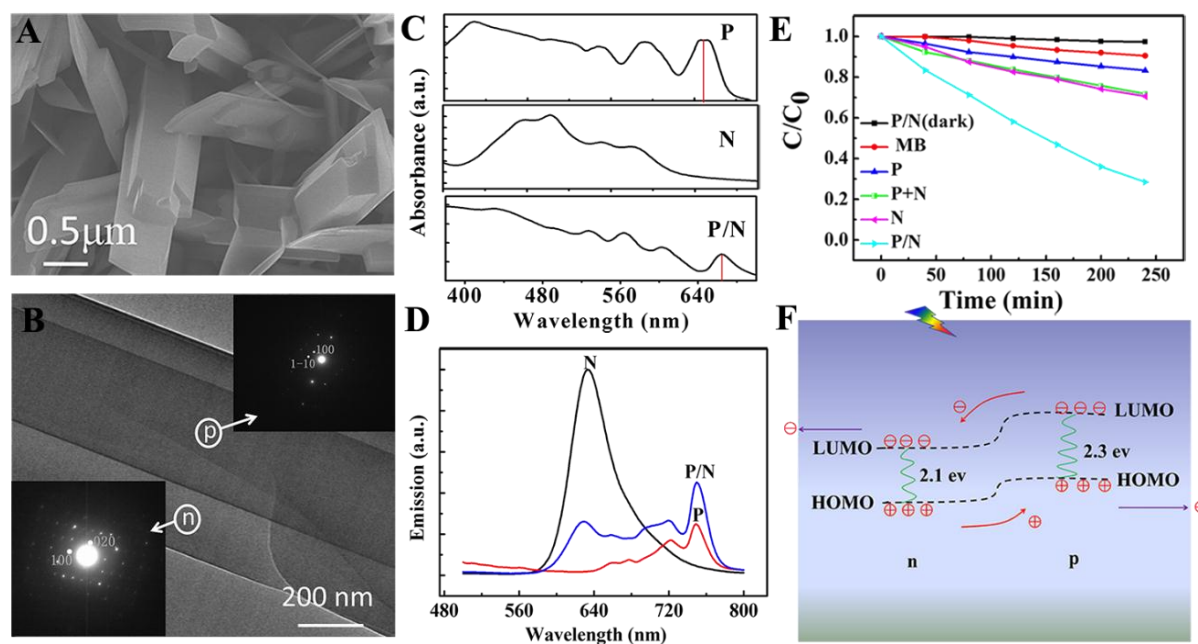 A
0.5μm
B
p
1-10
100
n
100
020
200 nm
C
Absorbance (a.u.)
P
N
P/N
400
480
560
640
Wavelength (nm)
D
Emission (a.u.)
N
P/N
P
480
560
640
720
800
Wavelength (nm)
E
C/C0
1.0
0.8
0.6
0.4
0.2
0.0
P/N(dark)
MB
P
P+N
N
P/N
0
50
100
150
200
250
Time (min)
F
LUMO
LUMO
2.3 ev
2.1 ev
HOMO
HOMO
n
p